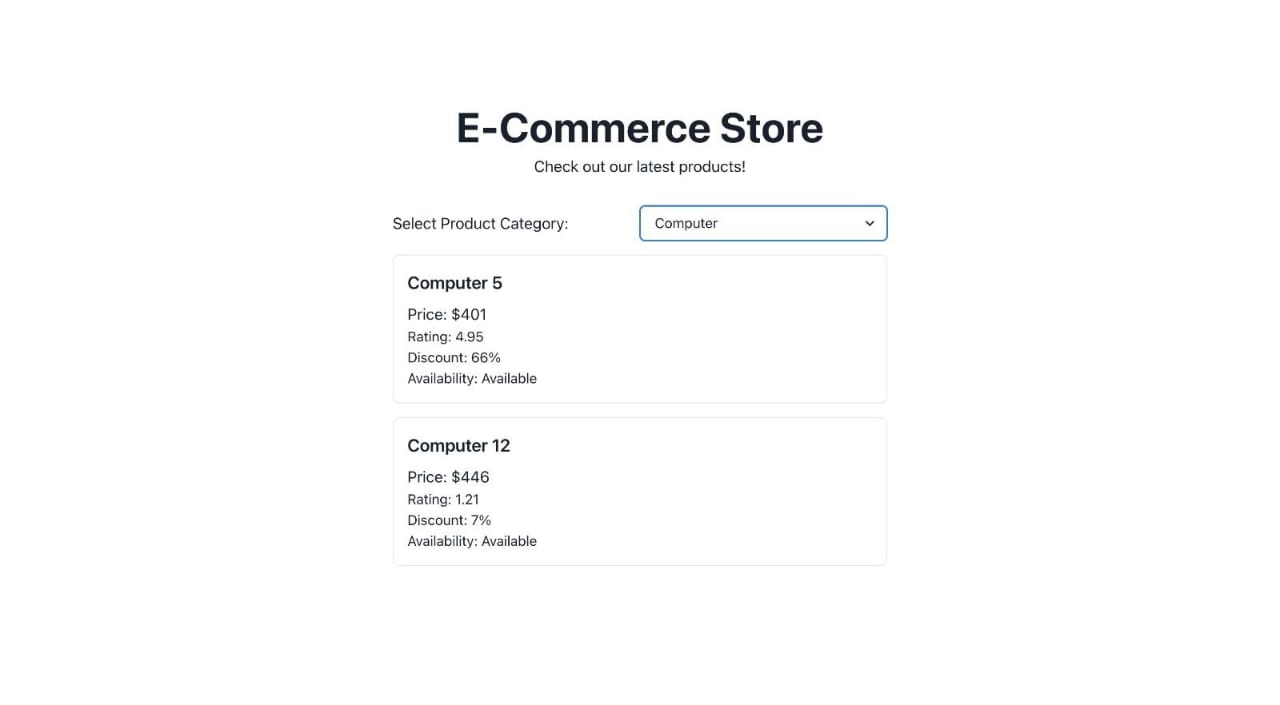 E-Commerce Store
Check out our latest products!
Select Product Category:
Computer
Computer 5
Price: $401
Rating: 4.95
Discount: 66%
Availability: Available
Computer 12
Price: $446
Rating: 1.21
Discount: 7%
Availability: Available